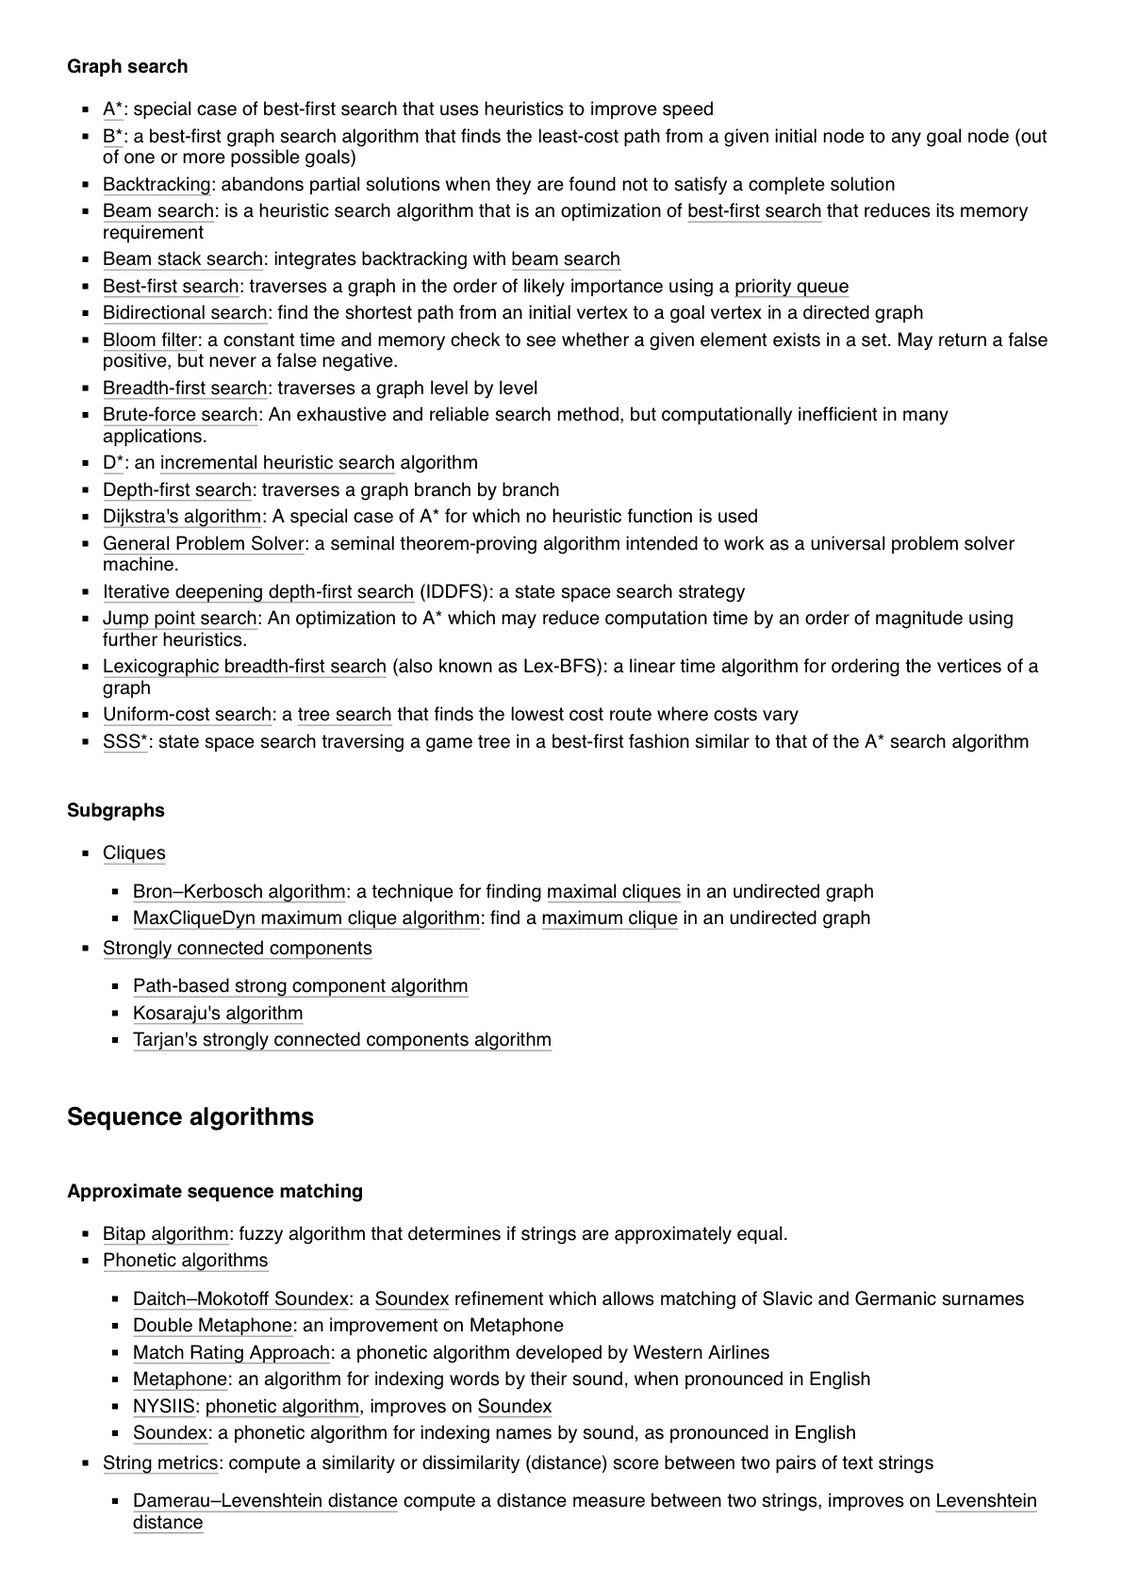 Graph search
▪ A*: special case of best-first search that uses heuristics to improve speed
▪ B*: a best-first graph search algorithm that finds the least-cost path from a given initial node to any goal node (out
of one or more possible goals)
▪ Backtracking: abandons partial solutions when they are found not to satisfy a complete solution
▪ Beam search: is a heuristic search algorithm that is an optimization of best-first search that reduces its memory
requirement
▪ Beam stack search: integrates backtracking with beam search
▪ Best-first search: traverses a graph in the order of likely importance using a priority queue
▪ Bidirectional search: find the shortest path from an initial vertex to a goal vertex in a directed graph
▪ Bloom filter: a constant time and memory check to see whether a given element exists in a set. May return a false
positive, but never a false negative.
▪ Breadth-first search: traverses a graph level by level
▪ Brute-force search: An exhaustive and reliable search method, but computationally inefficient in many
applications.
▪ D*: an incremental heuristic search algorithm
▪ Depth-first search: traverses a graph branch by branch
▪ Dijkstra's algorithm: A special case of A* for which no heuristic function is used
▪ General Problem Solver: a seminal theorem-proving algorithm intended to work as a universal problem solver
machine.
▪ Iterative deepening depth-first search (IDDFS): a state space search strategy
▪ Jump point search: An optimization to A* which may reduce computation time by an order of magnitude using
further heuristics.
▪ Lexicographic breadth-first search (also known as Lex-BFS): a linear time algorithm for ordering the vertices of a
graph
▪ Uniform-cost search: a tree search that finds the lowest cost route where costs vary
▪ SSS*: state space search traversing a game tree in a best-first fashion similar to that of the A* search algorithm
Subgraphs
▪ Cliques
▪ Bron–Kerbosch algorithm: a technique for finding maximal cliques in an undirected graph
▪ MaxCliqueDyn maximum clique algorithm: find a maximum clique in an undirected graph
▪ Strongly connected components
▪ Path-based strong component algorithm
▪ Kosaraju's algorithm
▪ Tarjan's strongly connected components algorithm
Sequence algorithms
Approximate sequence matching
▪ Bitap algorithm: fuzzy algorithm that determines if strings are approximately equal.
▪ Phonetic algorithms
▪ Daitch–Mokotoff Soundex: a Soundex refinement which allows matching of Slavic and Germanic surnames
▪ Double Metaphone: an improvement on Metaphone
▪ Match Rating Approach: a phonetic algorithm developed by Western Airlines
▪ Metaphone: an algorithm for indexing words by their sound, when pronounced in English
▪ NYSIIS: phonetic algorithm, improves on Soundex
▪ Soundex: a phonetic algorithm for indexing names by sound, as pronounced in English
▪ String metrics: compute a similarity or dissimilarity (distance) score between two pairs of text strings
▪ Damerau–Levenshtein distance compute a distance measure between two strings, improves on Levenshtein
distance